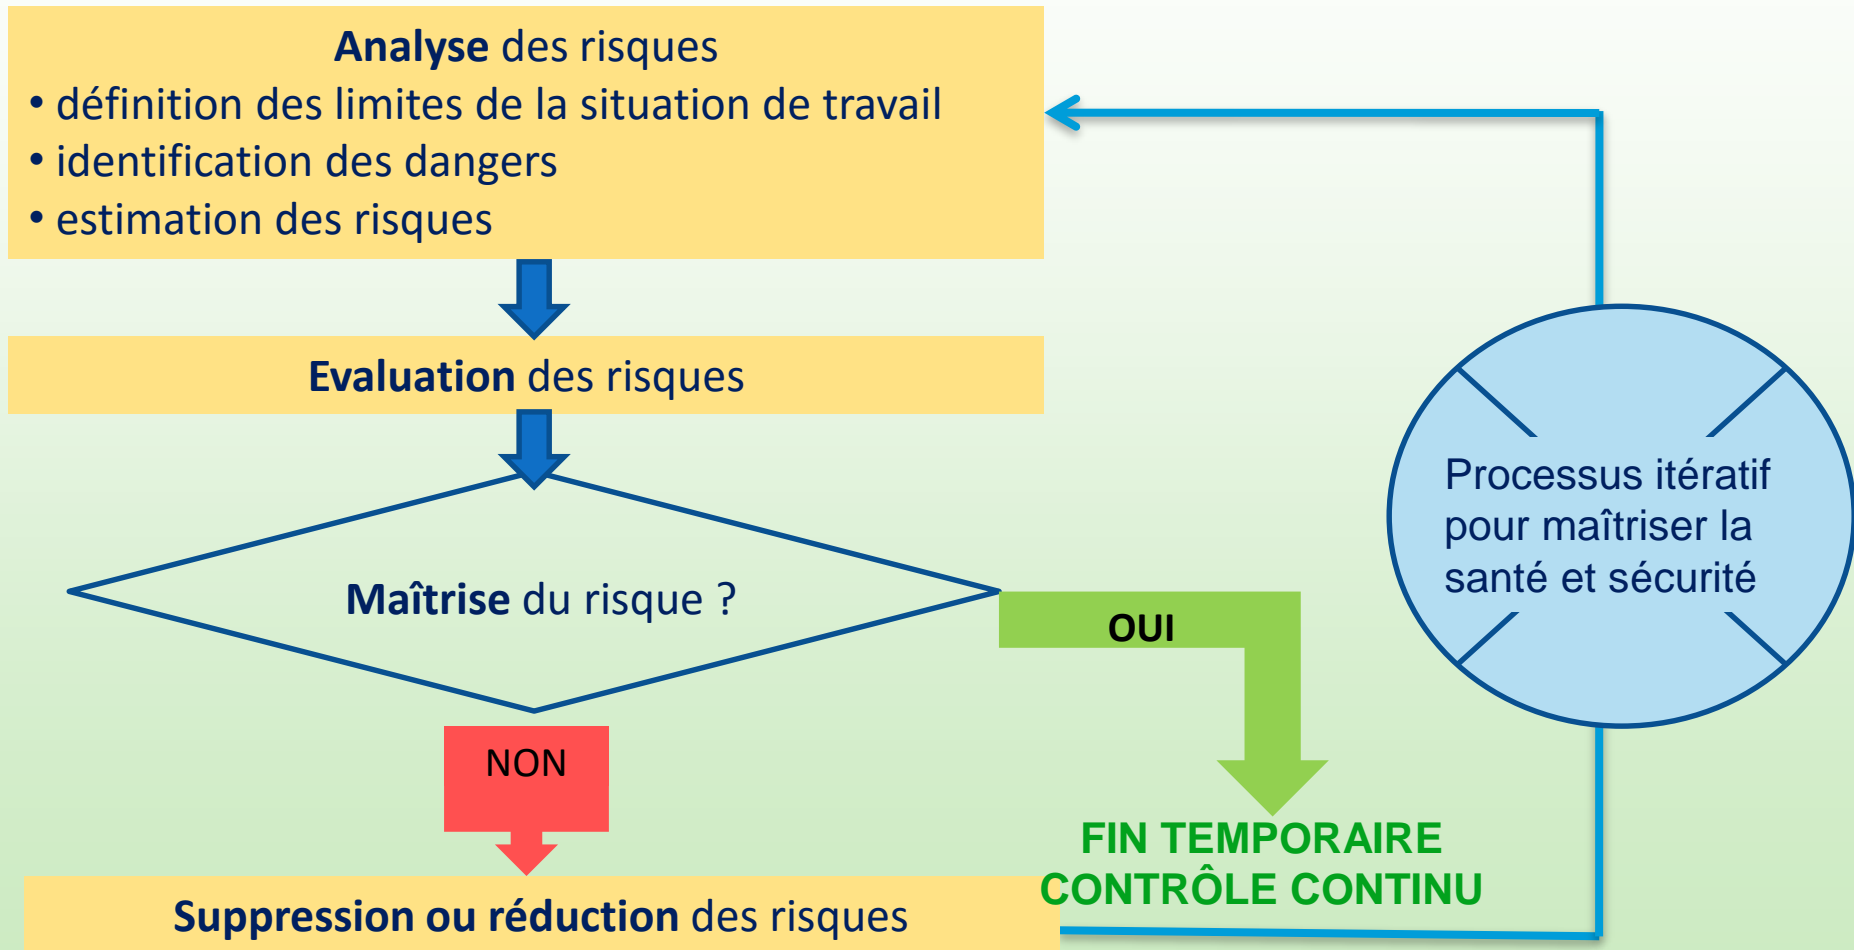 Analyse des risques
• définition des limites de la situation de travail
• identification des dangers
• estimation des risques
Evaluation des risques
Maîtrise du risque ?
OUI
NON
FIN TEMPORAIRE
CONTRÔLE CONTINU
Suppression ou réduction des risques
Processus itératif
pour maîtriser la
santé et sécurité